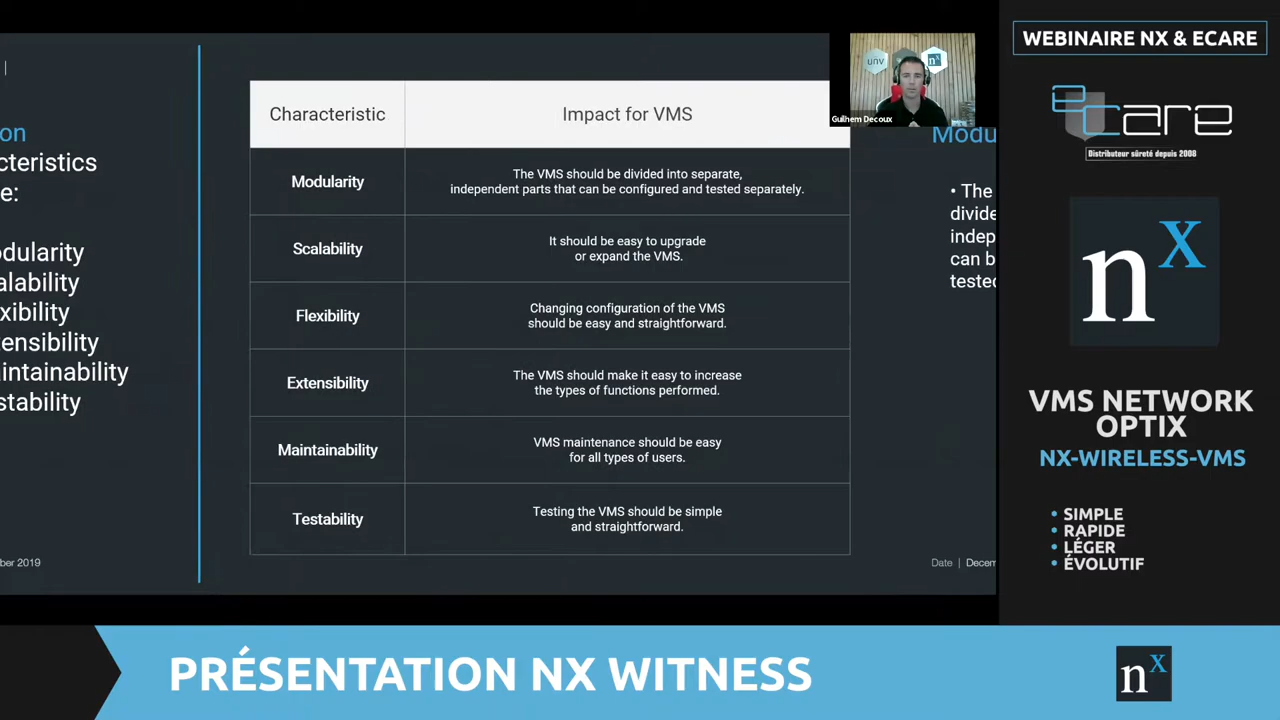 on
cteristics
e:
odularity
alability
xibility
ensibility
intainability
stability
ber 2019
Characteristic
Impact for VMS
Modularity
The VMS should be divided into separate,
independent parts that can be configured and tested separately.
Scalability
It should be easy to upgrade
or expand the VMS.
Flexibility
Changing configuration of the VMS
should be easy and straightforward.
Extensibility
The VMS should make it easy to increase
the types of functions performed.
Maintainability
VMS maintenance should be easy
for all types of users.
Testability
Testing the VMS should be simple
and straightforward.
unv
nx
Guilhem Decoux
Modu
• The
divide
indep
can b
tested
Date | Decem
WEBINAIRE NX & ECARE
ecare
Distributeur sûreté depuis 2008
nx
VMS NETWORK
OPTIX
NX-WIRELESS-VMS
• SIMPLE
• RAPIDE
• LÉGER
• ÉVOLUTIF
PRÉSENTATION NX WITNESS
nx